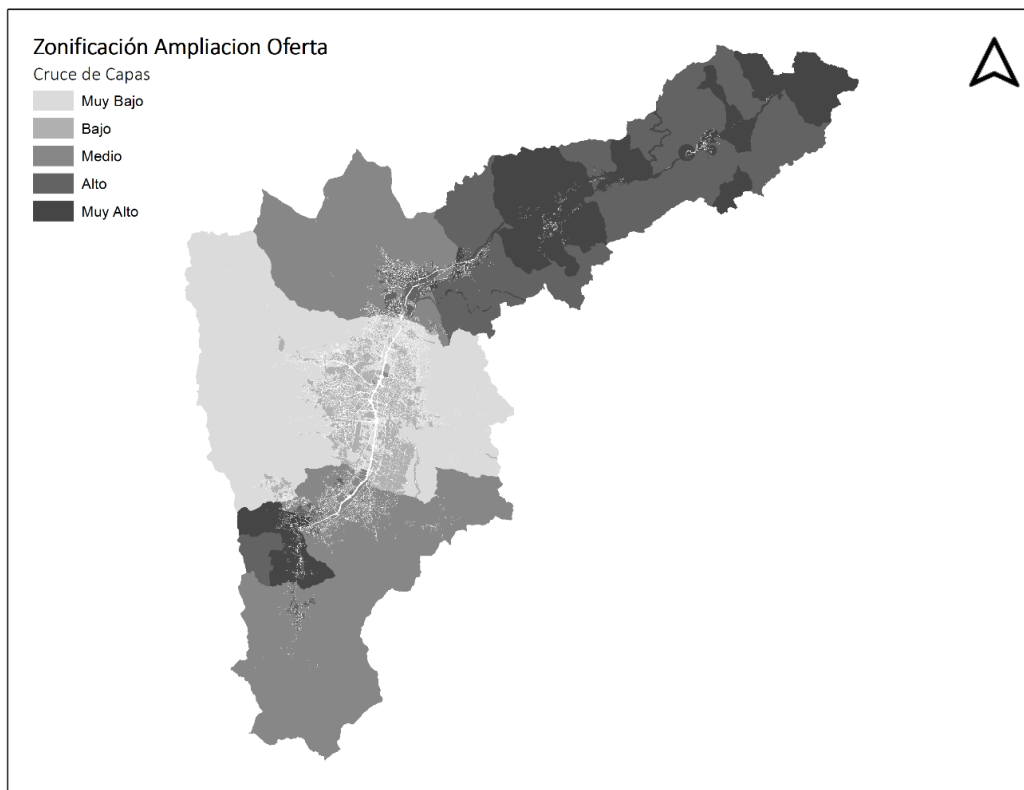 Zonificación Ampliacion Oferta
Cruce de Capas
Muy Bajo
Bajo
Medio
Alto
Muy Alto